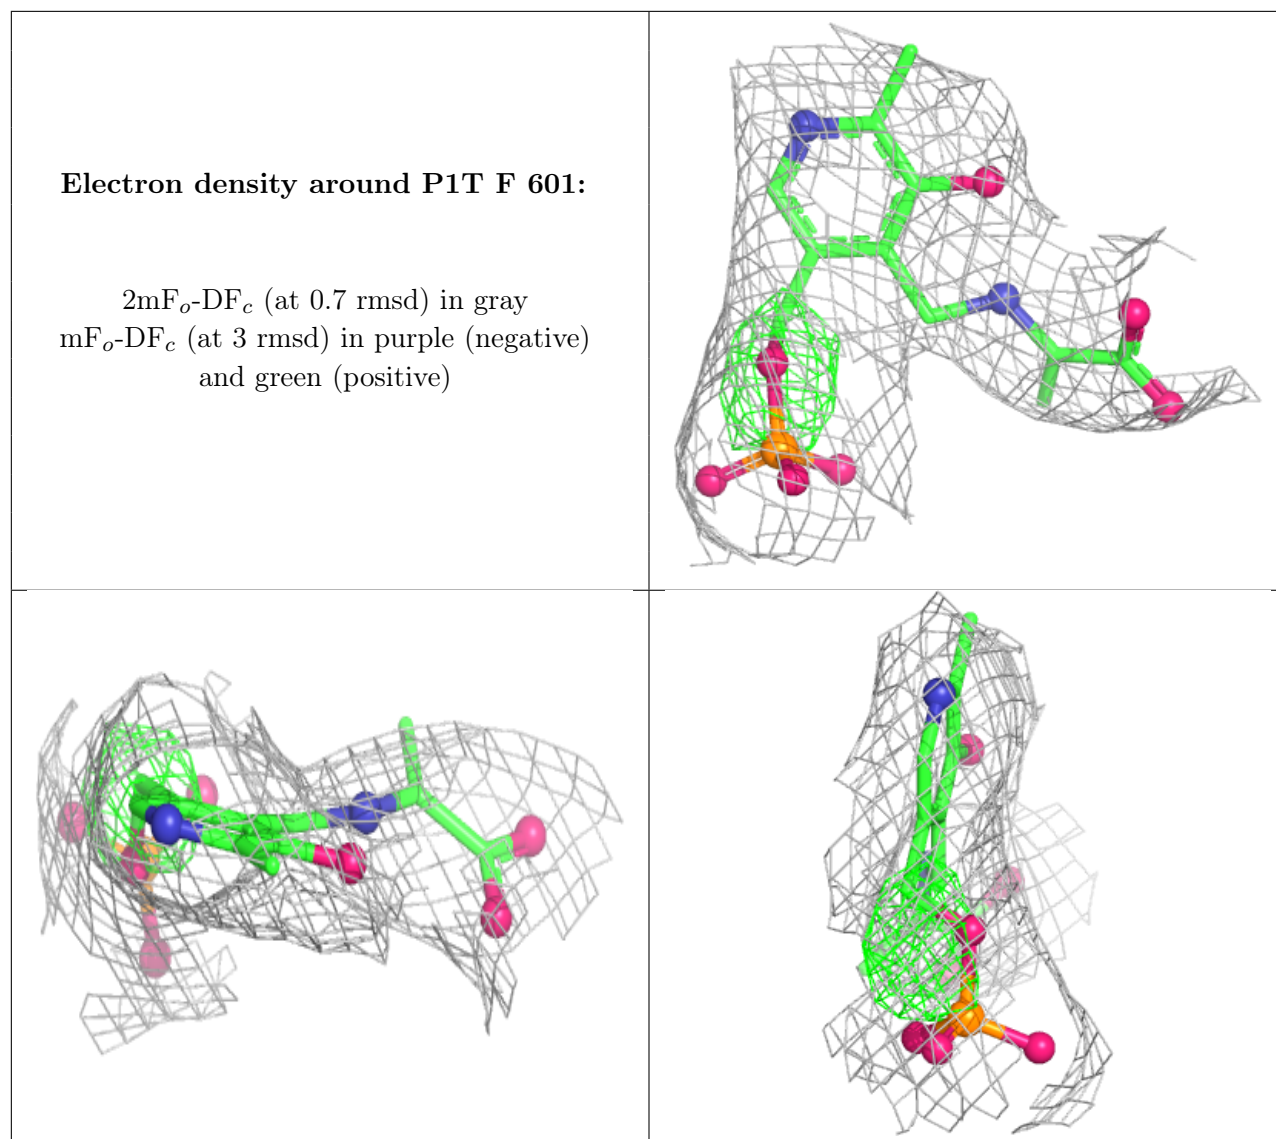 Electron density around P1T F 601:
2mFo-DFc (at 0.7 rmsd) in gray
mFo-DFc (at 3 rmsd) in purple (negative)
and green (positive)